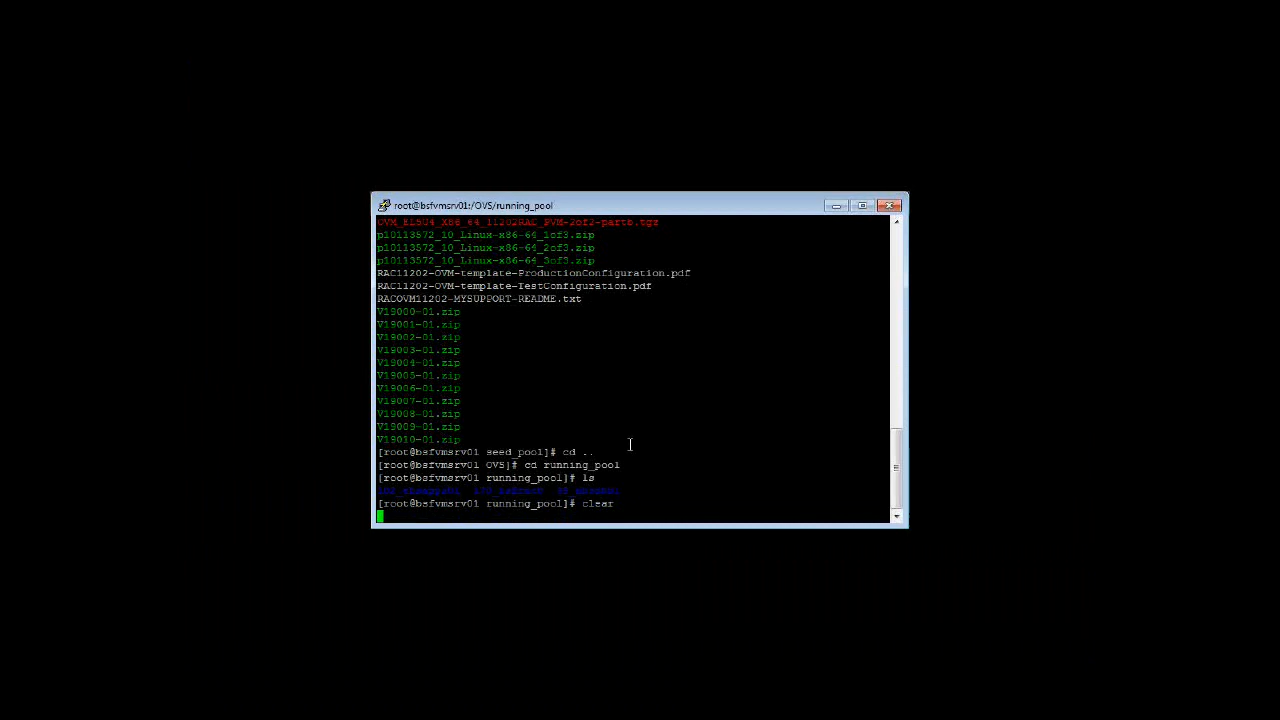 root@bsfvmsrv01:/OVS/running_pool
OVM_EL5U4_X86_64_11202RAC_PVM-2of2-partB.tgz
p10113572_10_Linux-x86-64_1of3.zip
p10113572_10_Linux-x86-64_2of3.zip
p10113572_10_Linux-x86-64_3of3.zip
RAC11202-OVM-template-ProductionConfiguration.pdf
RAC11202-OVM-template-TestConfiguration.pdf
RACOVM11202-MYSUPPORT-README.txt
V19000-01.zip
V19001-01.zip
V19002-01.zip
V19003-01.zip
V19004-01.zip
V19005-01.zip
V19006-01.zip
V19007-01.zip
V19008-01.zip
V19009-01.zip
V19010-01.zip
[root@bsfvmsrv01 seed_pool]# cd ..
[root@bsfvmsrv01 OVS]# cd running_pool
[root@bsfvmsrv01 running_pool]# ls
[root@bsfvmsrv01 running_pool]# clear